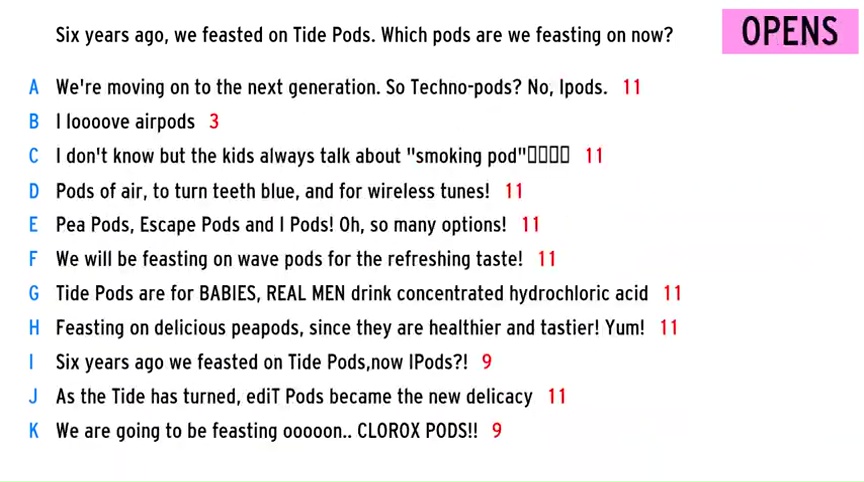 Six years ago, we feasted on Tide Pods. Which pods are we feasting on now?
OPENS
A We're moving on to the next generation. So Techno-pods? No, Ipods. 11
B I loooove airpods 3
C I don't know but the kids always talk about "smoking pod"▯▯▯▯ 11
D Pods of air, to turn teeth blue, and for wireless tunes! 11
E Pea Pods, Escape Pods and I Pods! Oh, so many options! 11
F We will be feasting on wave pods for the refreshing taste! 11
G Tide Pods are for BABIES, REAL MEN drink concentrated hydrochloric acid 11
H Feasting on delicious peapods, since they are healthier and tastier! Yum! 11
I Six years ago we feasted on Tide Pods,now IPods?! 9
J As the Tide has turned, ediT Pods became the new delicacy 11
K We are going to be feasting ooooon.. CLOROX PODS!! 9